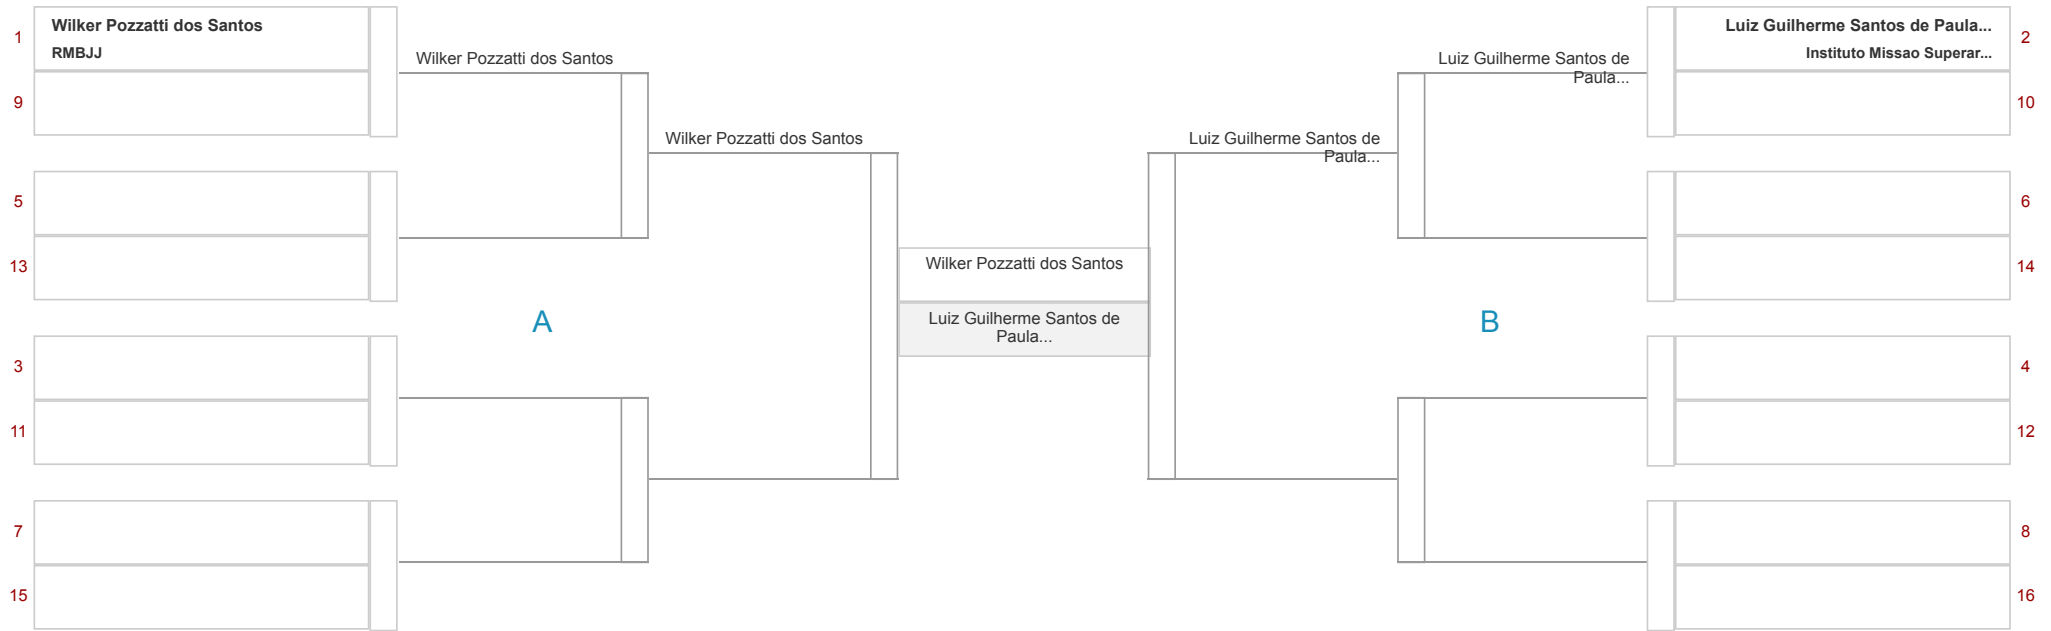 1
Wilker Pozzatti dos Santos
RMBJJ
9
5
13
3
11
7
15
Wilker Pozzatti dos Santos
Wilker Pozzatti dos Santos
A
Wilker Pozzatti dos Santos
Luiz Guilherme Santos de
Paula...
Luiz Guilherme Santos de
Paula...
B
Luiz Guilherme Santos de
Paula...
Luiz Guilherme Santos de Paula...
Instituto Missao Superar...
2
10
6
14
4
12
8
16